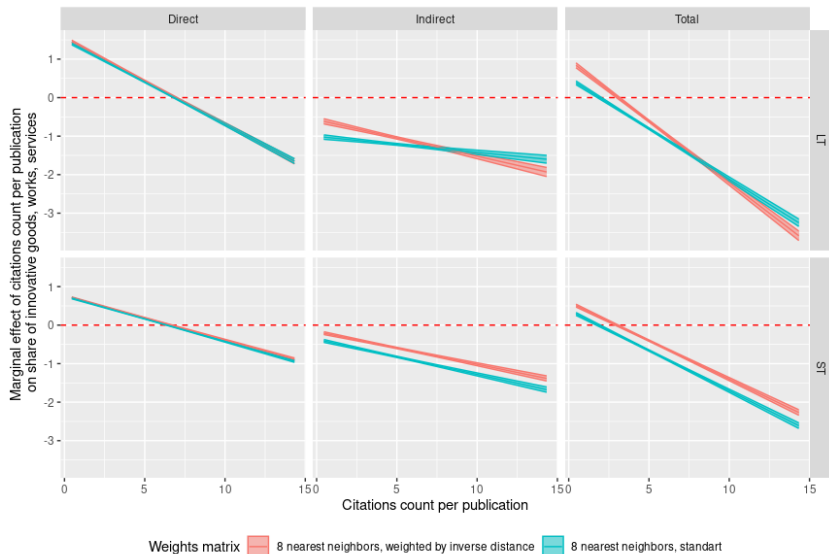 Direct
Indirect
Total
Marginal effect of citations count per publication
on share of innovative goods, works, services
1
0
-1
-2
-3
LT
1
0
-1
-2
-3
ST
0 5 10 15 0 5 10 15 0 5 10 15
Citations count per publication
Weights matrix 8 nearest neighbors, weighted by inverse distance 8 nearest neighbors, standart